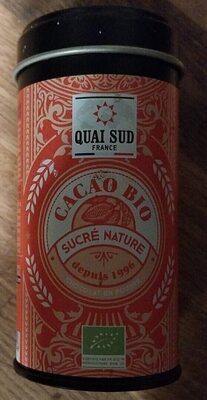 QUAI SUD
FRANCE
CACAO BIO
SUCRÉ NATURE
depuis 1996